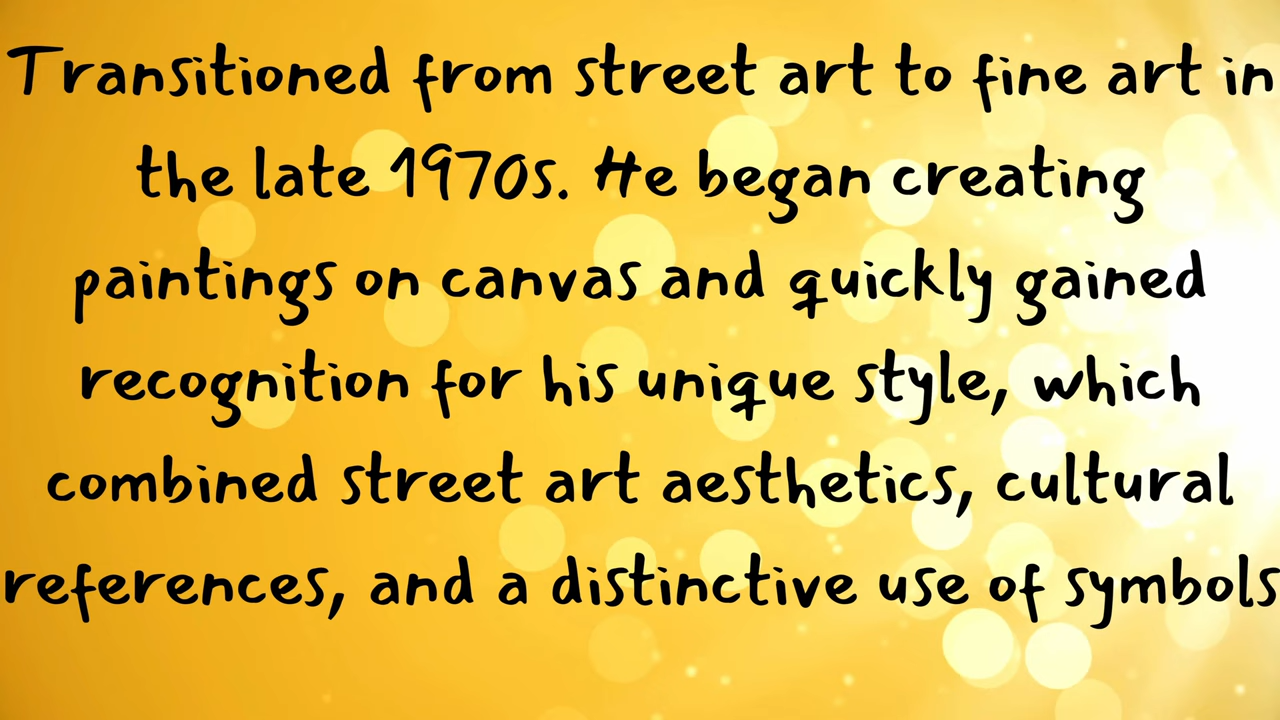 Transitioned from street art to fine art in
the late 1970s. He began creating
paintings on canvas and quickly gained
recognition for his unique style, which
combined street art aesthetics, cultural
references, and a distinctive use of symbols